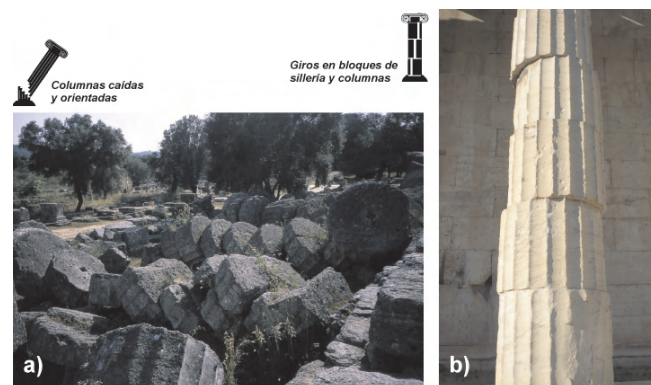 Columnas caídas
y orientadas
Giros en bloques de
sillería y columnas
a)
b)